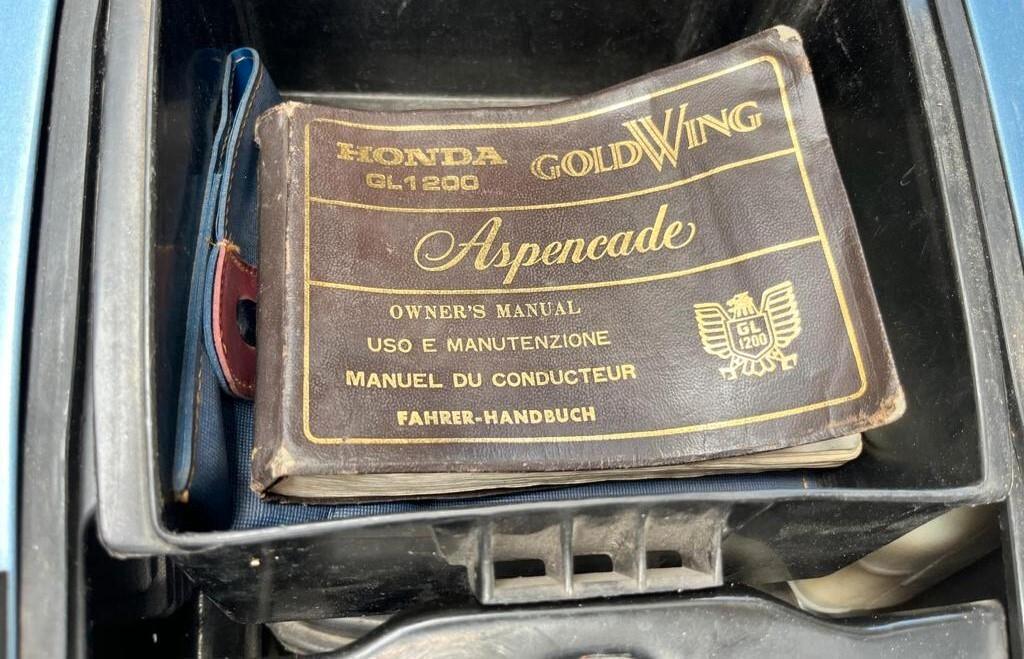 HONDA GOLDWING
GL1200
Aspencade
OWNER'S MANUAL
USO E MANUTENZIONE
MANUEL DU CONDUCTEUR
FAHRER-HANDBUCH
GL
1200